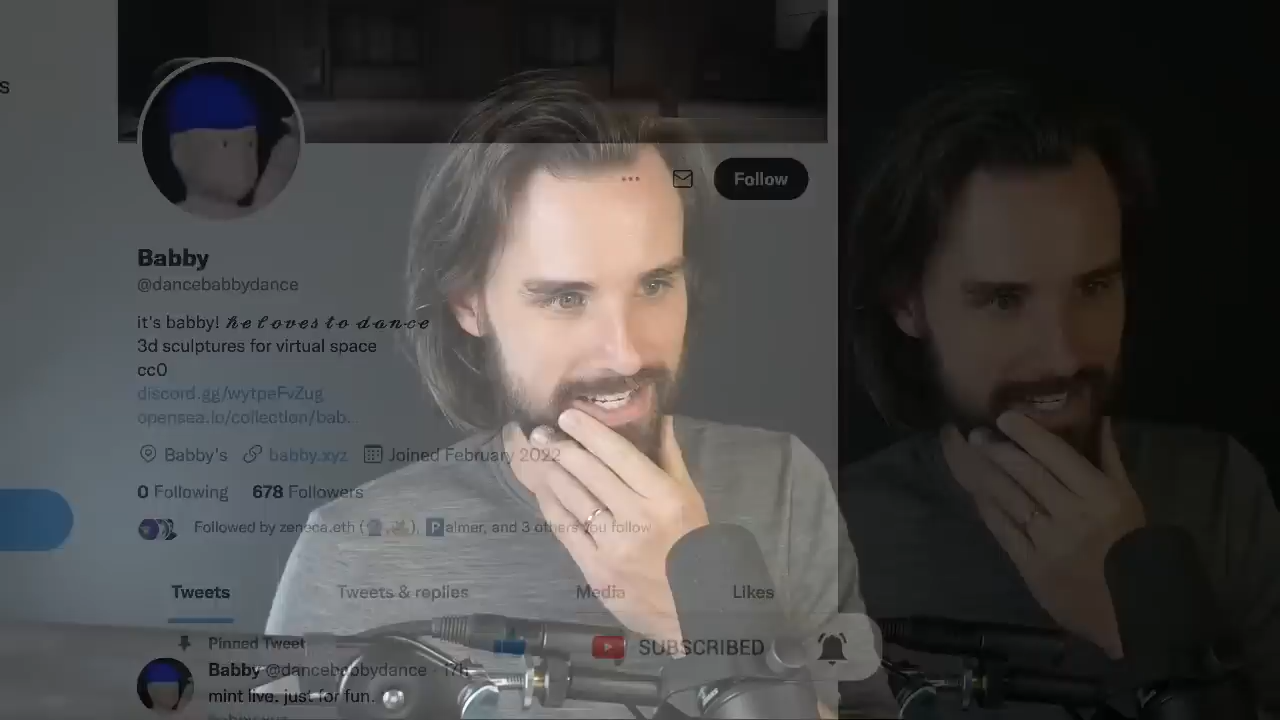 s
Follow
Babby
@dancebabbydance
it's babby! 𝓱𝓮 𝓵𝓸𝓿𝓮𝓼 𝓽𝓸 𝓭𝓪𝓷𝓬𝓮
3d sculptures for virtual space
cc0
discord.gg/wytpeFvZug
opensea.io/collection/bab...
Babby's babby.xyz Joined February 2022
0 Following 678 Followers
Followed by zeneca.eth ( ), Palmer, and 3 others you follow
Tweets Tweets & replies Media Likes
Pinned Tweet
SUBSCRIBED
Babby @dancebabbydance · 17h
mint live. just for fun.